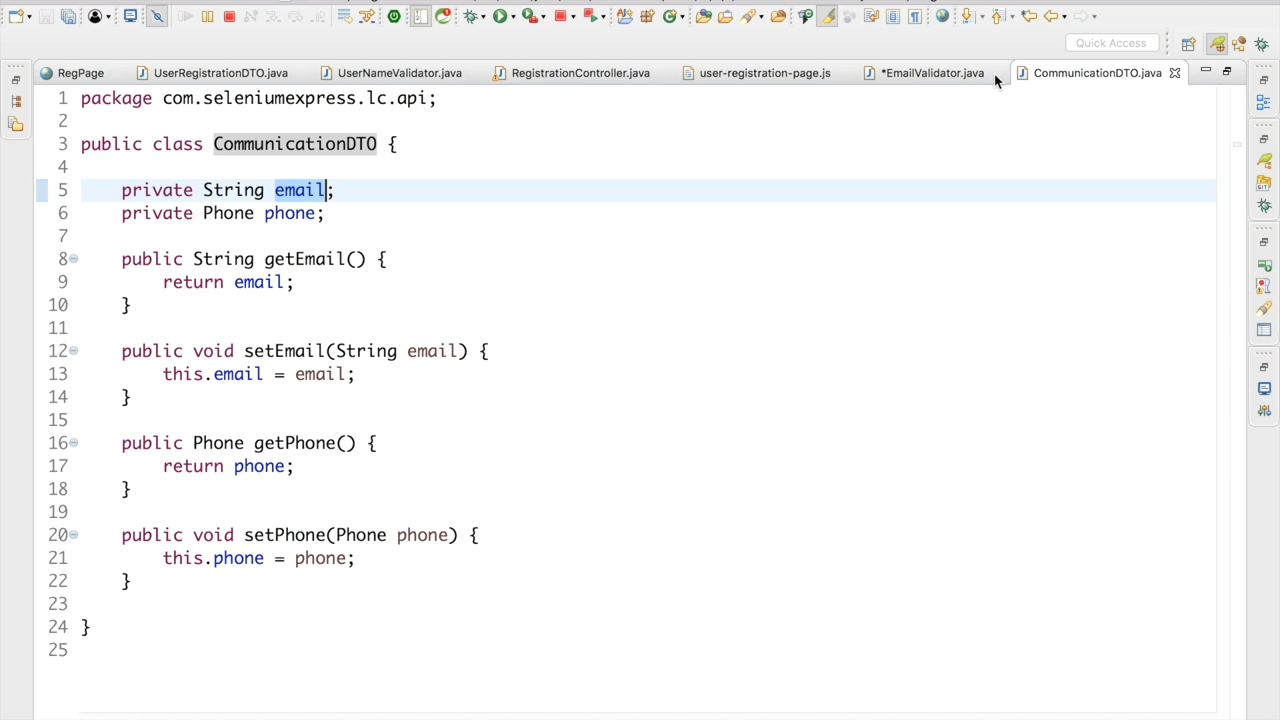 Quick Access
RegPage UserRegistrationDTO.java UserNameValidator.java RegistrationController.java user-registration-page.js *EmailValidator.java CommunicationDTO.java
1 package com.seleniumexpress.lc.api;
2
3 public class CommunicationDTO {
4
5 private String email;
6 private Phone phone;
7
8 public String getEmail() {
9 return email;
10 }
11
12 public void setEmail(String email) {
13 this.email = email;
14 }
15
16 public Phone getPhone() {
17 return phone;
18 }
19
20 public void setPhone(Phone phone) {
21 this.phone = phone;
22 }
23
24 }
25